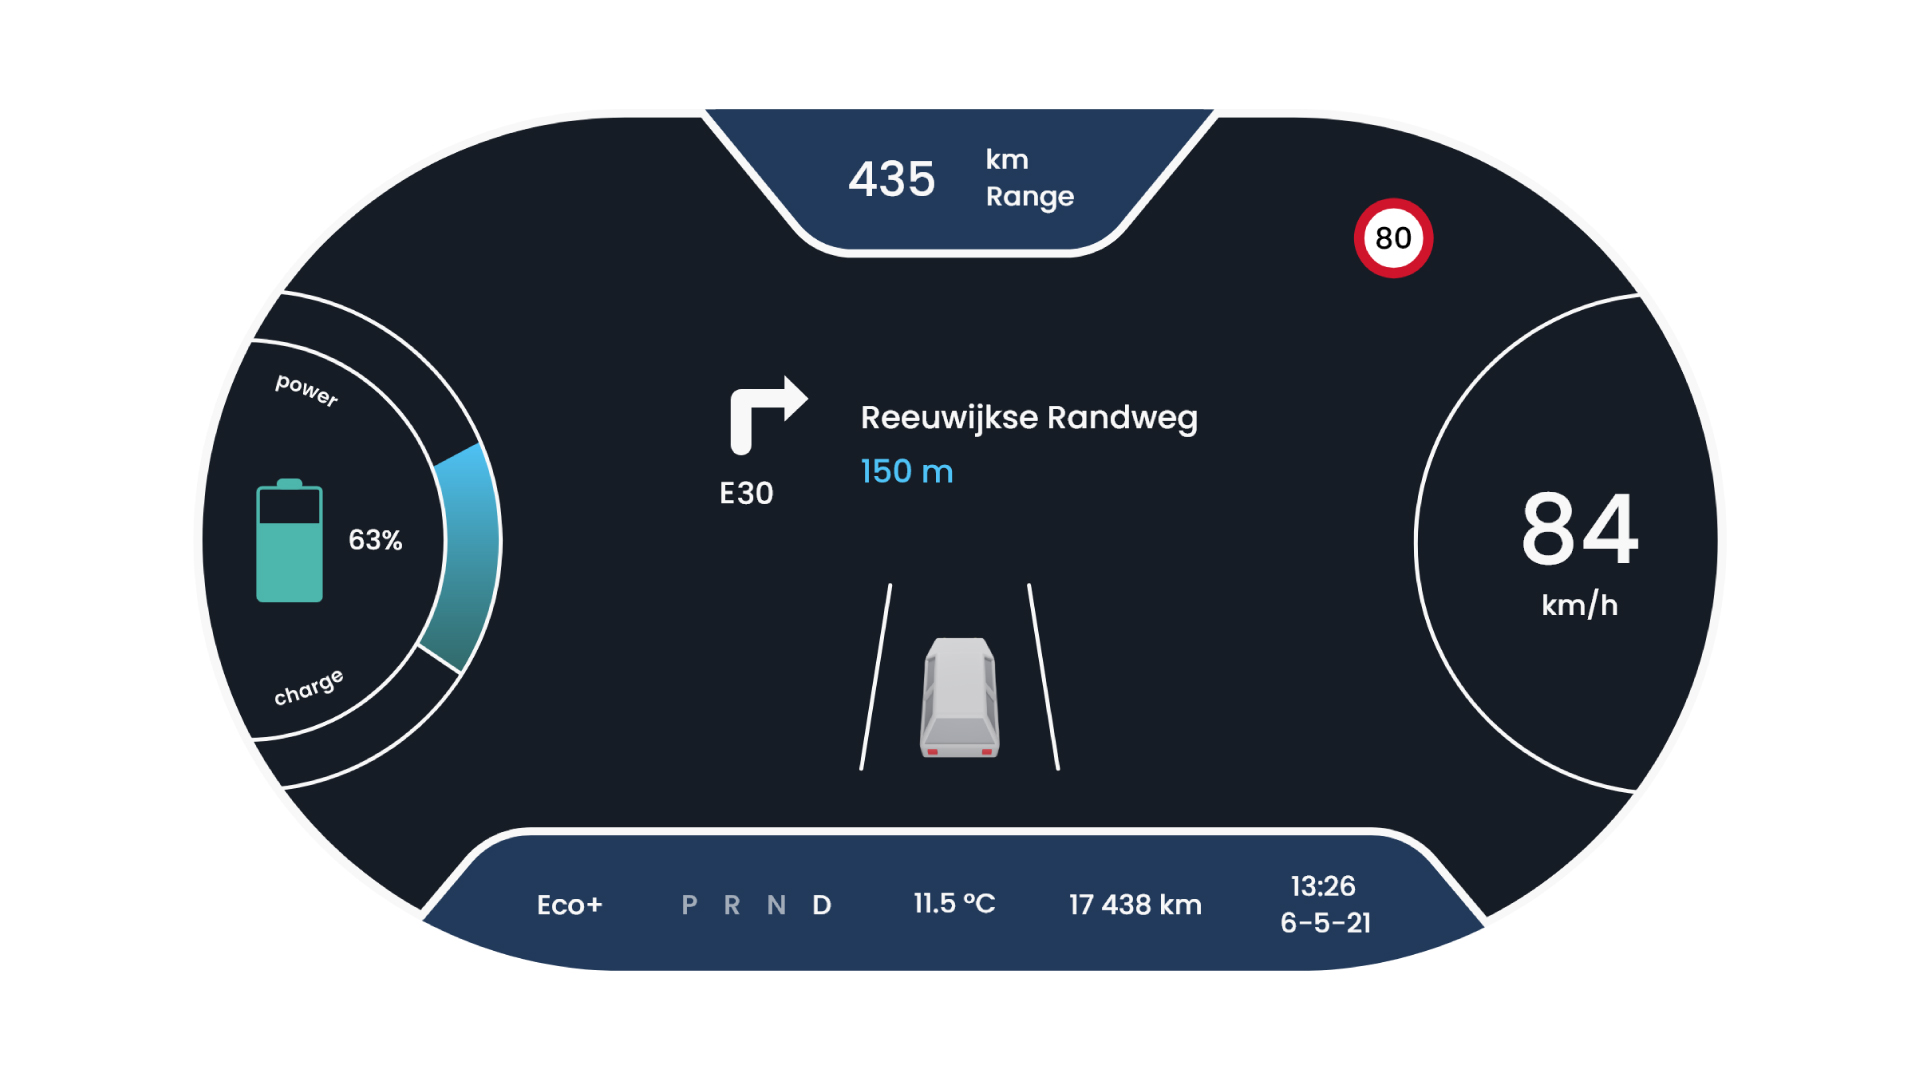 435
km
Range
80
power
Reeuwijkse Randweg
150 m
E30
63%
84
km/h
charge
Eco+
P R N D
11.5 °C
17 438 km
13:26
6-5-21